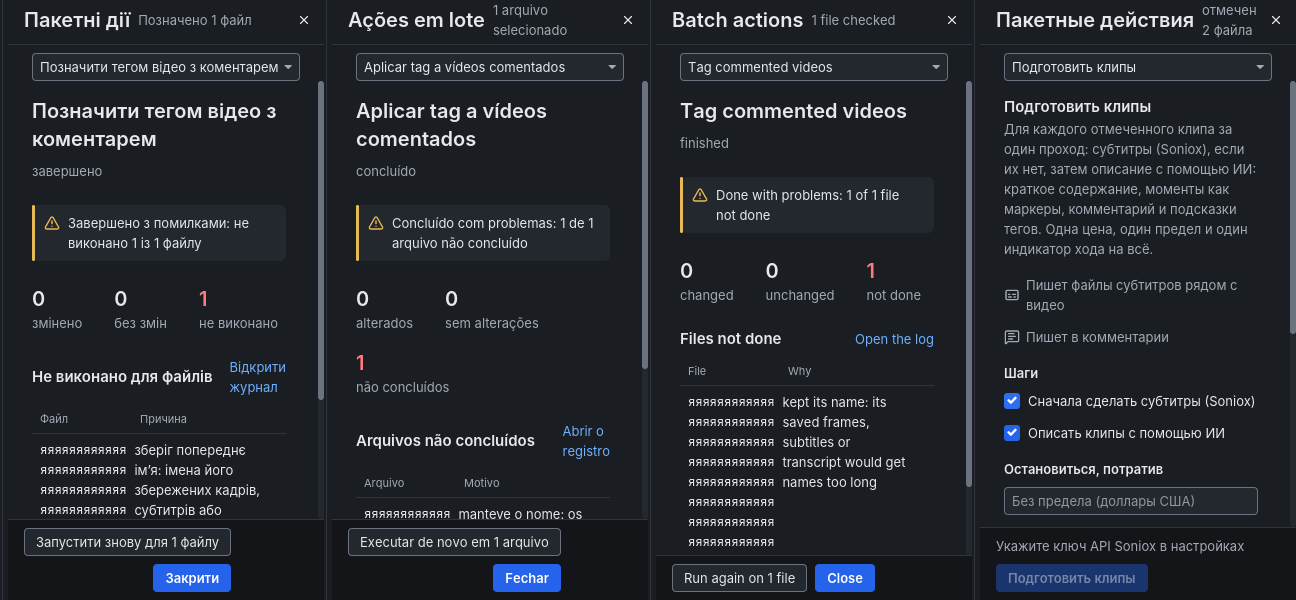 Пакетні дії Позначено 1 файл
Позначити тегом відео з коментарем
Позначити тегом відео з
коментарем
завершено
Завершено з помилками: не
виконано 1 із 1 файлу
0 0 1
змінено без змін не виконано
Не виконано для файлів Відкрити
журнал
Файл Причина
яяяяяяяяяяяя зберіг попереднє
яяяяяяяяяяяя ім’я: імена його
яяяяяяяяяяяя збережених кадрів,
яяяяяяяяяяяя субтитрів або
Запустити знову для 1 файлу
Закрити
Ações em lote 1 arquivo
selecionado
Aplicar tag a vídeos comentados
Aplicar tag a vídeos
comentados
concluído
Concluído com problemas: 1 de 1
arquivo não concluído
0 0
alterados sem alterações
1
não concluídos
Arquivos não concluídos Abrir o
registro
Arquivo Motivo
яяяяяяяяяяяя manteve o nome: os
Executar de novo em 1 arquivo
Fechar
Batch actions 1 file checked
Tag commented videos
Tag commented videos
finished
Done with problems: 1 of 1 file
not done
0 0 1
changed unchanged not done
Files not done Open the log
File Why
яяяяяяяяяяяя kept its name: its
яяяяяяяяяяяя saved frames,
яяяяяяяяяяяя subtitles or
яяяяяяяяяяяя transcript would get
яяяяяяяяяяяя names too long
яяяяяяяяяяяя
яяяяяяяяяяяя
яяяяяяяяяяяя
Run again on 1 file Close
Пакетные действия отмечен
2 файла
Подготовить клипы
Подготовить клипы
Для каждого отмеченного клипа за
один проход: субтитры (Soniox), если
их нет, затем описание с помощью ИИ:
краткое содержание, моменты как
маркеры, комментарий и подсказки
тегов. Одна цена, один предел и один
индикатор хода на всё.
Пишет файлы субтитров рядом с
видео
Пишет в комментарии
Шаги
Сначала сделать субтитры (Soniox)
Описать клипы с помощью ИИ
Остановиться, потратив
Без предела (доллары США)
Укажите ключ API Soniox в настройках
Подготовить клипы